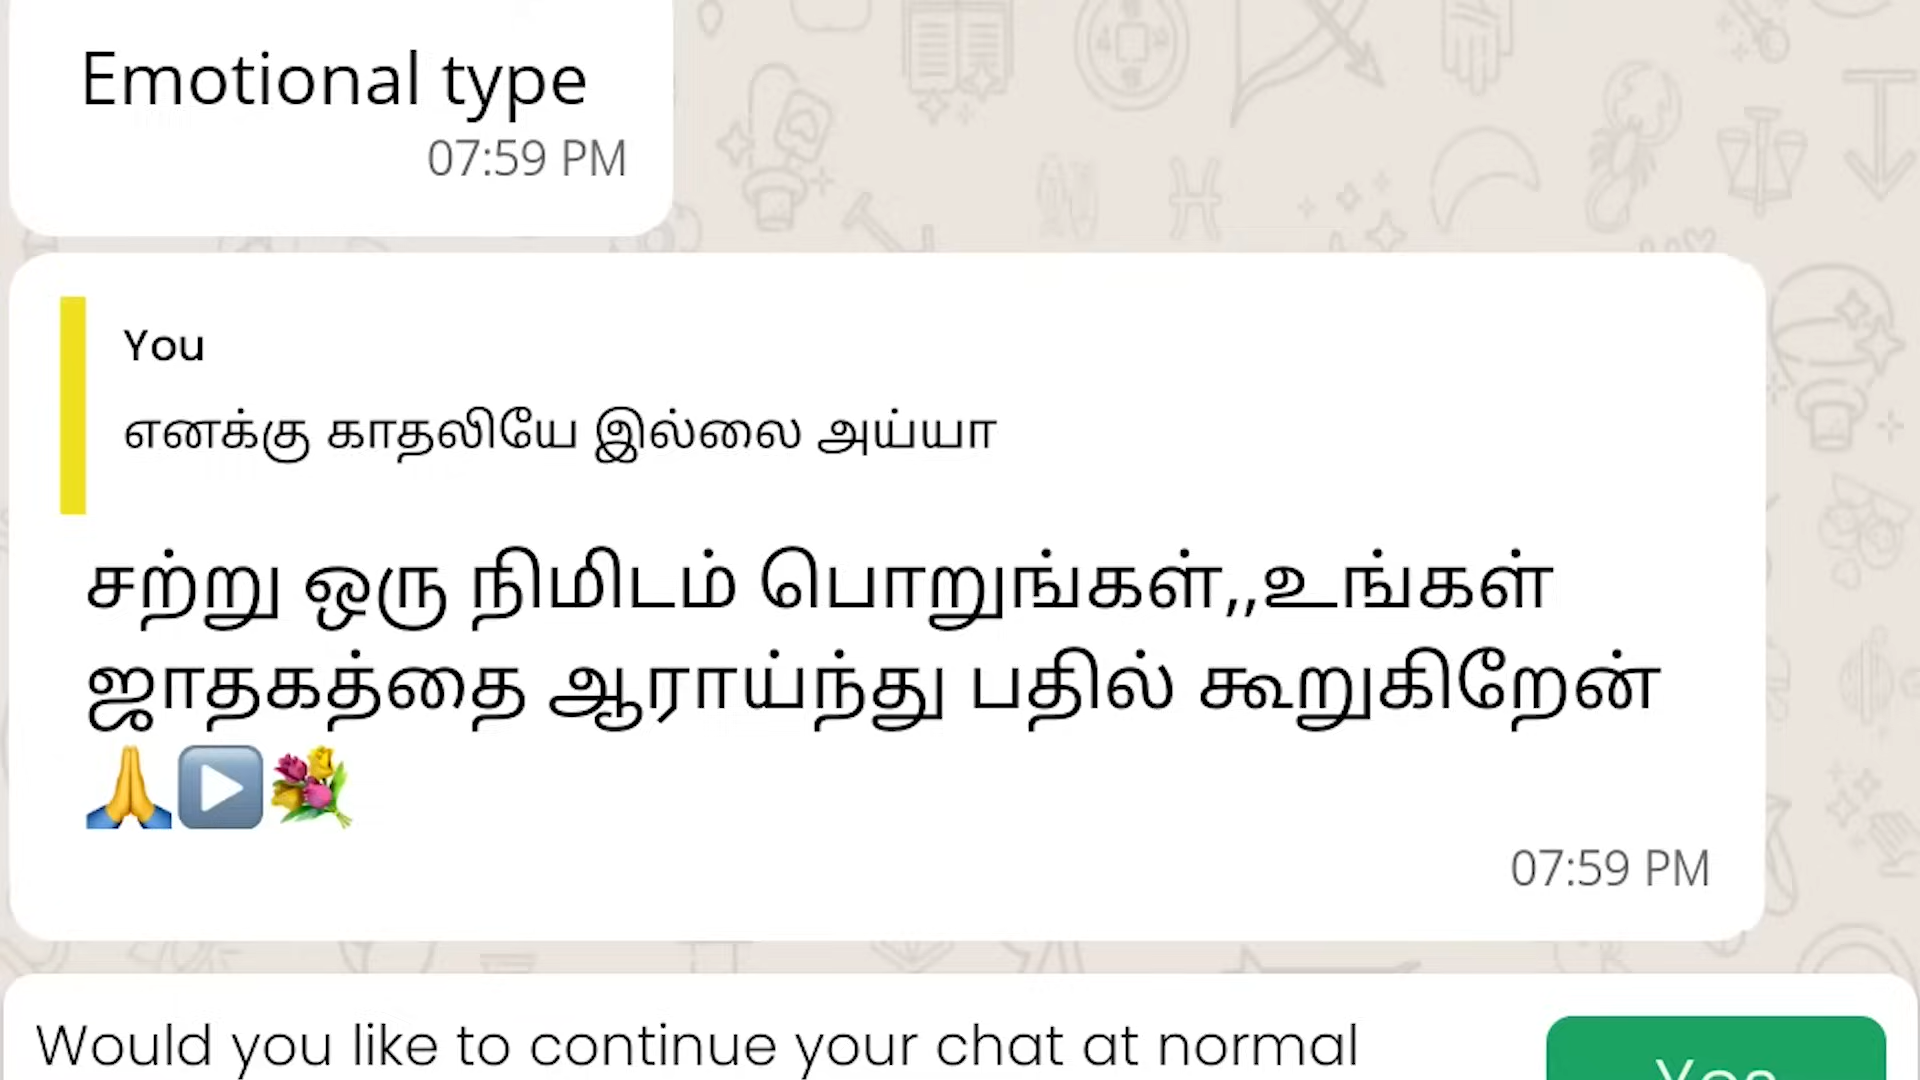 Emotional type
07:59 PM
You
எனக்கு காதலியே இல்லை அய்யா
சற்று ஒரு நிமிடம் பொறுங்கள்,,உங்கள்
ஜாதகத்தை ஆராய்ந்து பதில் கூறுகிறேன்
🙏▶️💐
07:59 PM
Would you like to continue your chat at normal
Yes